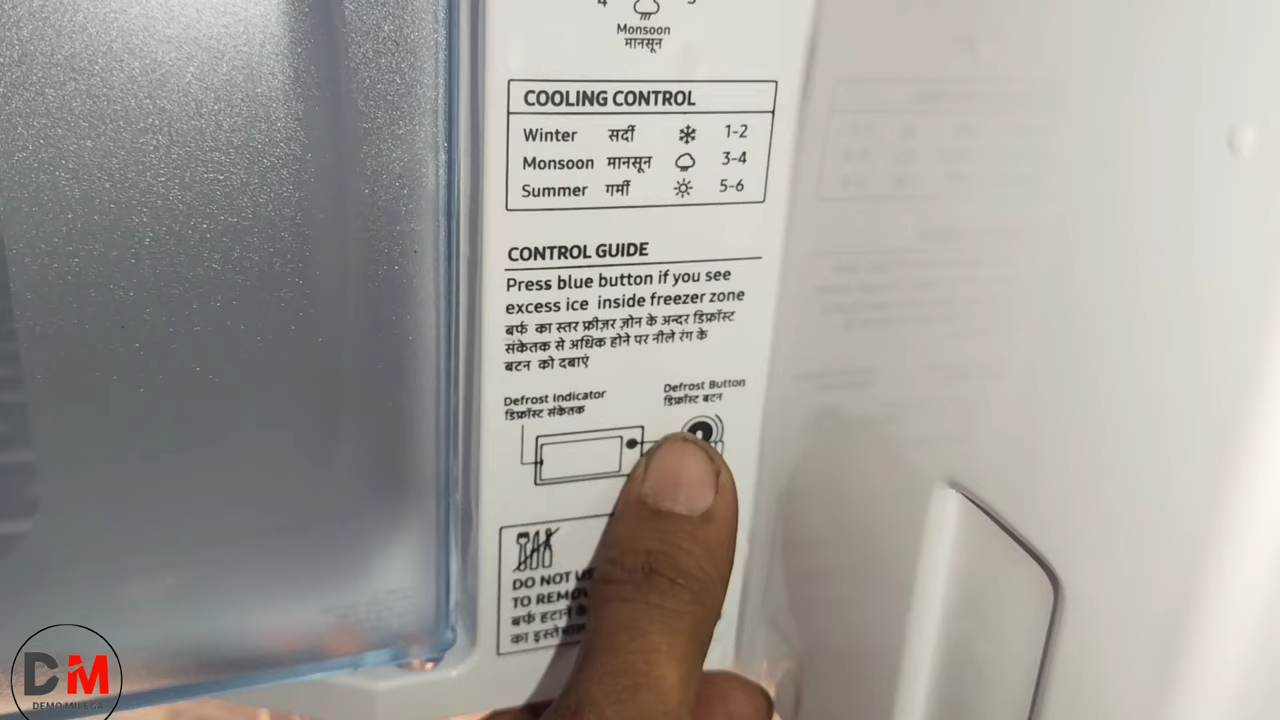 4
Monsoon
मानसून
COOLING CONTROL
Winter सर्दी 1-2
Monsoon मानसून 3-4
Summer गर्मी 5-6
CONTROL GUIDE
Press blue button if you see
excess ice inside freezer zone
बर्फ का स्तर फ्रीज़र ज़ोन के अन्दर डिफ्रॉस्ट
संकेतक से अधिक होने पर नीले रंग के
बटन को दबाएं
Defrost Indicator
डिफ्रॉस्ट संकेतक
Defrost Button
डिफ्रॉस्ट बटन
DO NOT
TO
बर्फ हटाने
का
DM
DEMO MILEGA